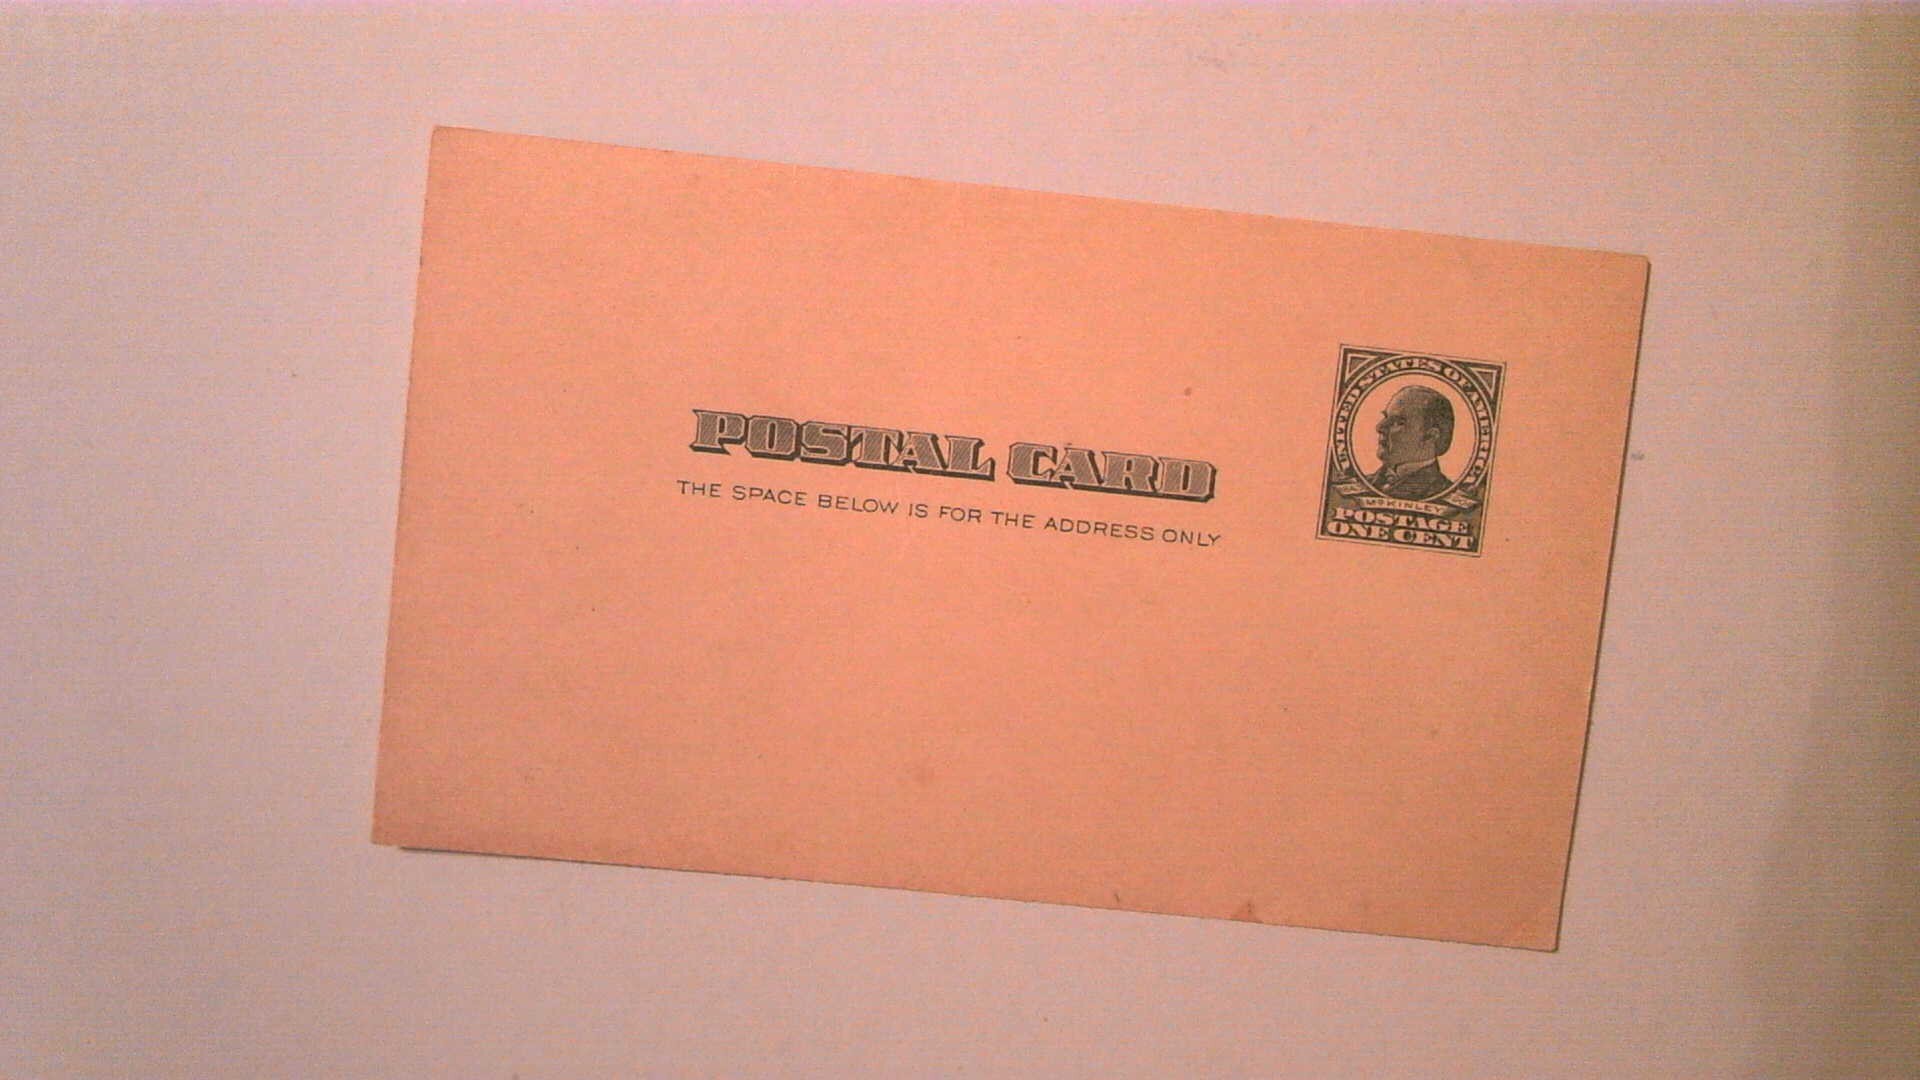 POSTAL CARD
THE SPACE BELOW IS FOR THE ADDRESS ONLY
UNITED STATES OF AMERICA
McKINLEY
POSTAGE
ONE CENT